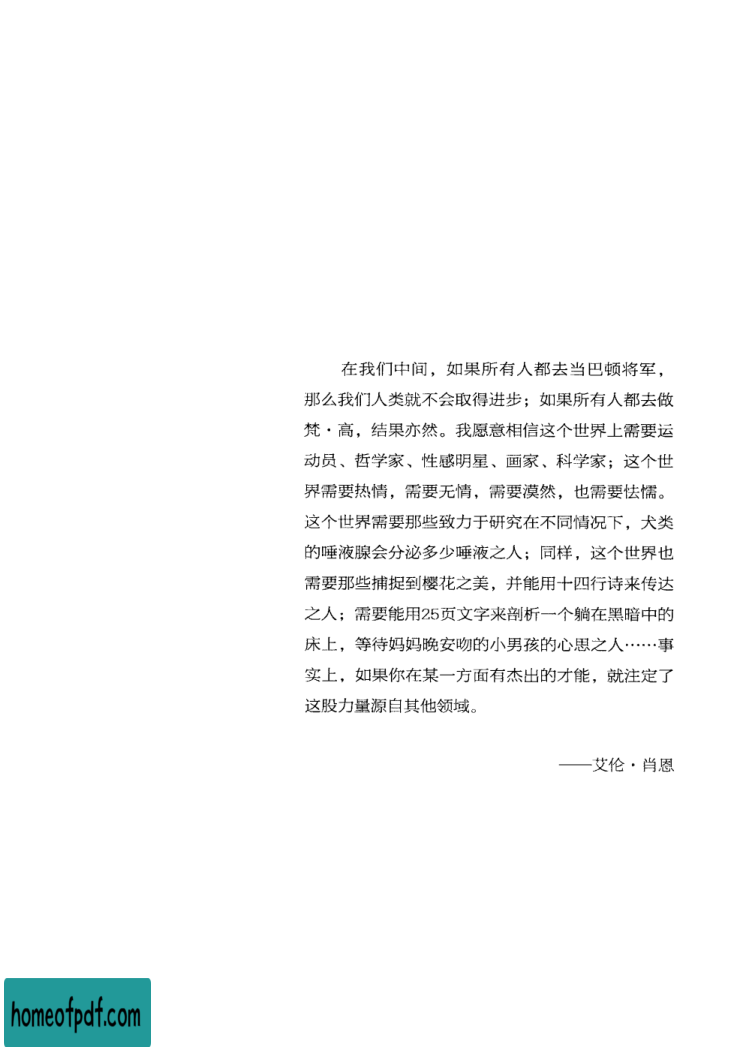 在我们中间，如果所有人都去当巴顿将军，
那么我们人类就不会取得进步；如果所有人都去做
梵·高，结果亦然。我愿意相信这个世界上需要运
动员、哲学家、性感明星、画家、科学家；这个世
界需要热情，需要无情，需要漠然，也需要怯懦。
这个世界需要那些致力于研究在不同情况下，犬类
的唾液腺会分泌多少唾液之人；同样，这个世界也
需要那些捕捉到樱花之美，并能用十四行诗来传达
之人；需要能用25页文字来剖析一个躺在黑暗中的
床上，等待妈妈晚安吻的小男孩的心思之人……事
实上，如果你在某一方面有杰出的才能，就注定了
这股力量源自其他领域。
——艾伦·肖恩
homeofpdf.com